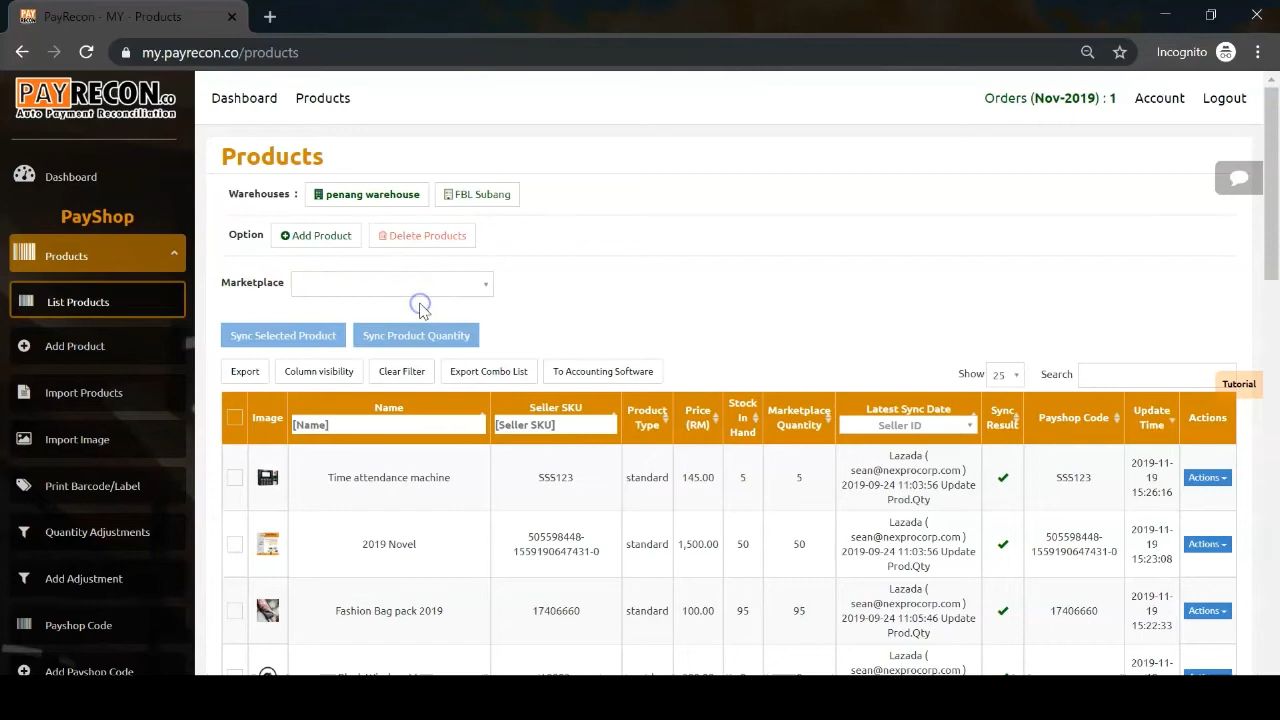 PayRecon - MY - Products
my.payrecon.co/products
Incognito
PAYRECON.co
Auto Payment Reconciliation
Dashboard
Products
Orders (Nov-2019) : 1
Account
Logout
Dashboard
PayShop
Products
List Products
Add Product
Import Products
Import Image
Print Barcode/Label
Quantity Adjustments
Add Adjustment
Payshop Code
Add Payshop Code
Products
Warehouses :
penang warehouse
FBL Subang
Option
Add Product
Delete Products
Marketplace
Sync Selected Product
Sync Product Quantity
Export
Column visibility
Clear Filter
Export Combo List
To Accounting Software
Show
25
Search
Tutorial
Image
Name
[Name]
Seller SKU
[Seller SKU]
Product
Type
Price
(RM)
Stock
In
Hand
Marketplace
Quantity
Latest Sync Date
Seller ID
Sync
Result
Payshop Code
Update
Time
Actions
Time attendance machine
SSS123
standard
145.00
5
5
Lazada (
sean@nexprocorp.com )
2019-09-24 11:03:56 Update
Prod.Qty
SSS123
2019-11-
19
15:26:16
Actions
2019 Novel
505598448-
1559190647431-0
standard
1,500.00
50
50
Lazada (
sean@nexprocorp.com )
2019-09-24 11:03:56 Update
Prod.Qty
505598448-
1559190647431-0
2019-11-
19
15:23:08
Actions
Fashion Bag pack 2019
17406660
standard
100.00
95
95
Lazada (
sean@nexprocorp.com )
2019-09-24 11:05:46 Update
Prod.Qty
17406660
2019-11-
19
15:22:33
Actions
Lazada (
sean@nexprocorp.com )
2019-11-